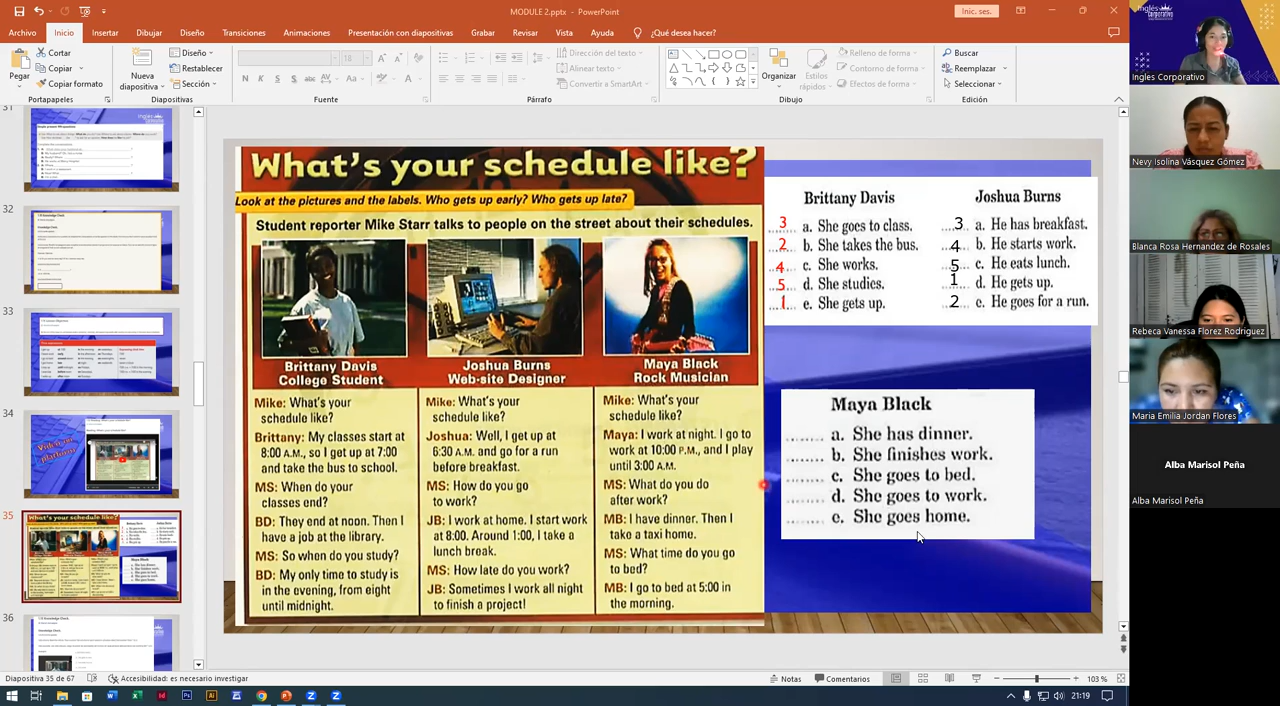 MODULE 2.pptx - PowerPoint
Inic. ses.
Archivo Inicio Insertar Dibujar Diseño Transiciones Animaciones Presentación con diapositivas Grabar Revisar Vista Ayuda ¿Qué desea hacer?
Pegar
Cortar
Copiar
Copiar formato
Portapapeles
Nueva diapositiva
Diseño
Restablecer
Sección
Diapositivas
18
N K S S
Aa
Fuente
Dirección del texto
Alinear texto
Convertir a SmartArt
Párrafo
Organizar
Estilos rápidos
Relleno de forma
Contorno de forma
Efectos de forma
Dibujo
Buscar
Reemplazar
Seleccionar
Edición
31
32
33
34
35
36
What's your schedule like?
Look at the pictures and the labels. Who gets up early? Who gets up late?
Student reporter Mike talks to people on the street about their schedu
Brittany Davis
College Student
Mike: What's your
schedule like?
Brittany: My classes start at
8:00 A.M., so I get up at 7:00
and take the bus to school.
MS: When do your
classes end?
BD: They end at noon. Then I
have a job at the library.
MS: So when do you study?
BD: My only time to study is
in the evening, from eight
until midnight.
Joshua Burns
Web-site Designer
Mike: What's your
schedule like?
Joshua: Well, I get up at
6:30 A.M. and go for a run
before breakfast.
MS: How do you go
to work?
JB: I work at home. I work
at 8:00. Around 1:00, I take a
lunch break.
MS: How late do you work?
JB: Sometimes I work all night
to finish a project!
Maya Black
Rock Musician
Mike: What's your
schedule like?
Maya: I work at night. I go to
work at 10:00 P.M., and I play
until 3:00 A.M.
MS: What do you do
after work?
MB: I have dinner. Then I
take a taxi home.
MS: What time do you go
to bed?
MB: I go to bed at 5:00 in
the morning.
Brittany Davis
3 a. She goes to class.
2 b. She takes the bus.
4 c. She works.
5 d. She studies.
1 e. She gets up.
Joshua Burns
3 a. He has breakfast.
4 b. He starts work.
5 c. He eats lunch.
1 d. He gets up.
2 e. He goes for a run.
Maya Black
a. She has dinner.
b. She finishes work.
c. She goes to bed.
d. She goes to work.
She goes
Inglés Corporativo
Nevy Isolina Vásquez Gómez
Blanca Rosa Hernandez de Rosales
Rebeca Vanessa Florez Rodriguez
Maria Emilia Jordan Flores
Alba Marisol Peña
Alba Marisol Peña
Diapositiva 35 de 67
Accesibilidad: es necesario investigar
Notas
Comentarios
103 %
21:19